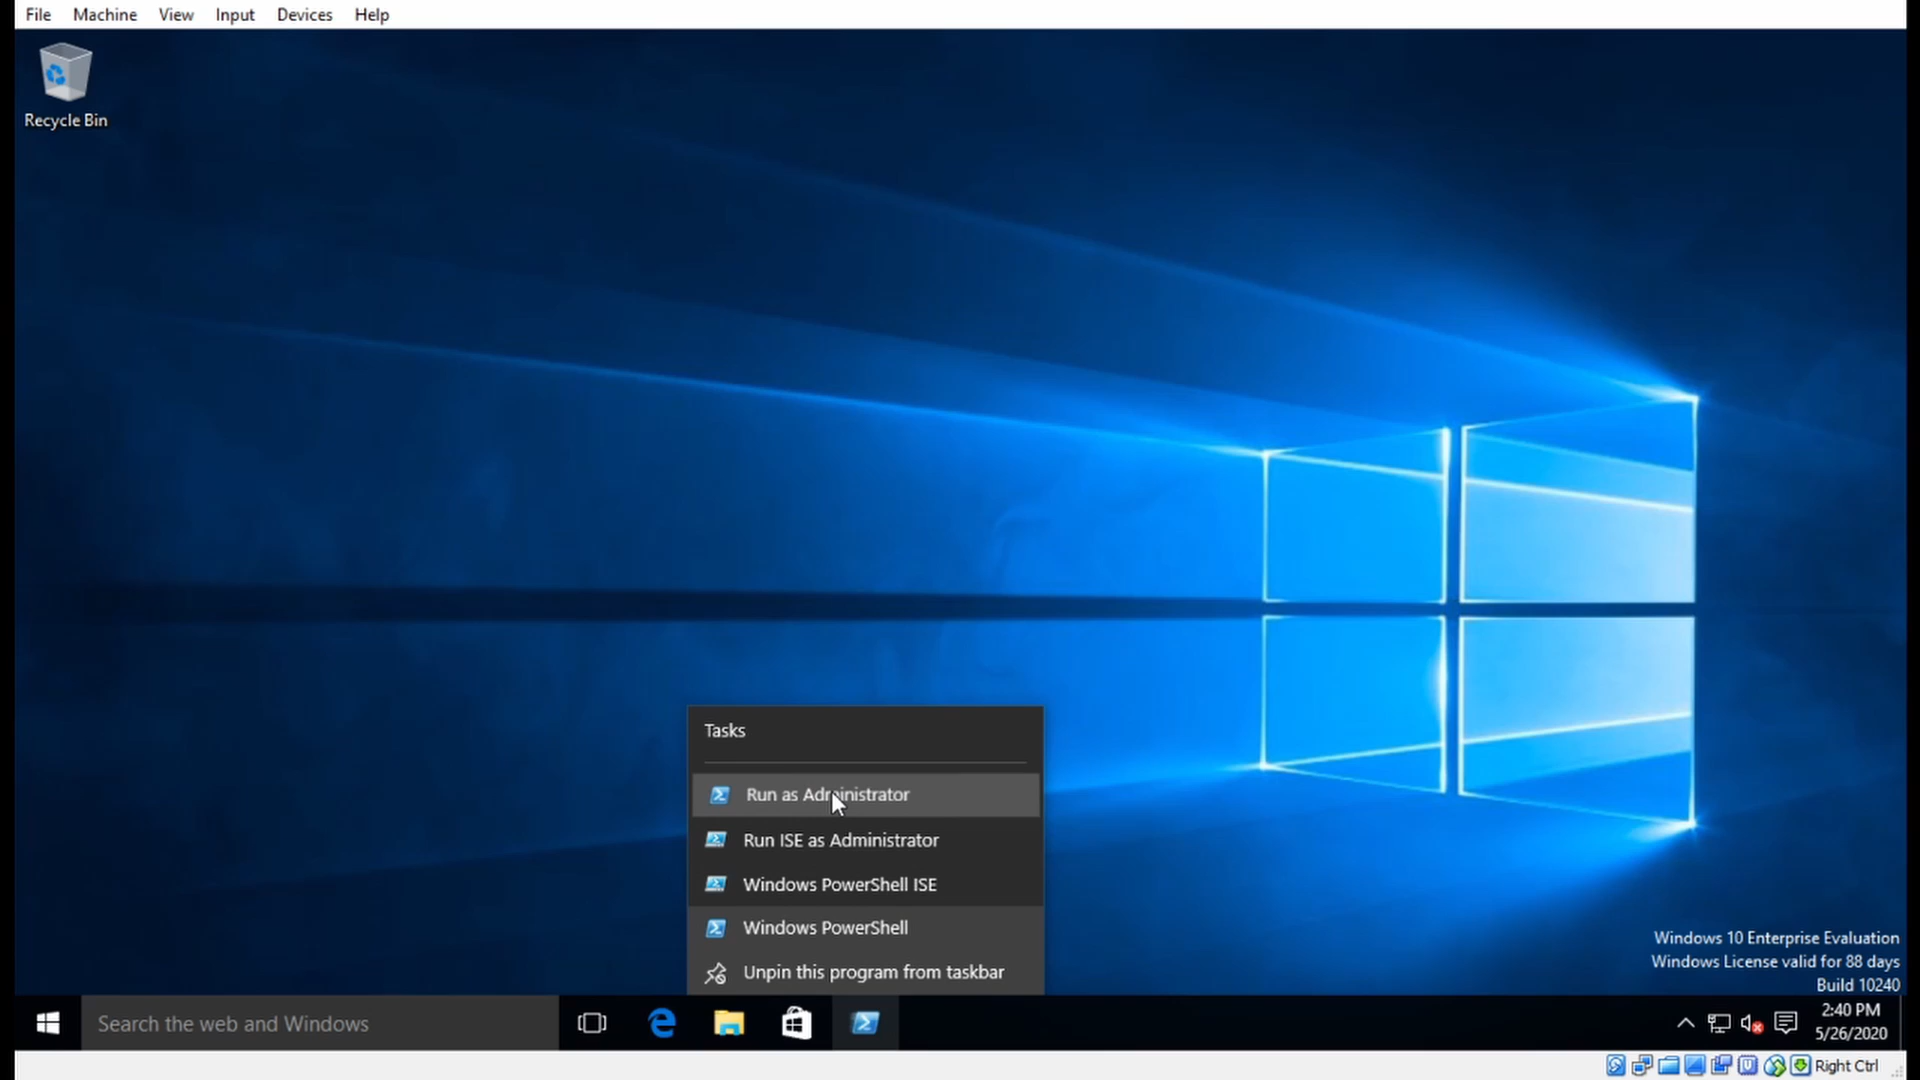 File Machine View Input Devices Help
Recycle Bin
Tasks
Run as Administrator
Run ISE as Administrator
Windows PowerShell ISE
Windows PowerShell
Unpin this program from taskbar
Windows 10 Enterprise Evaluation
Windows License valid for 88 days
Build 10240
Search the web and Windows
2:40 PM
5/26/2020
Right Ctrl